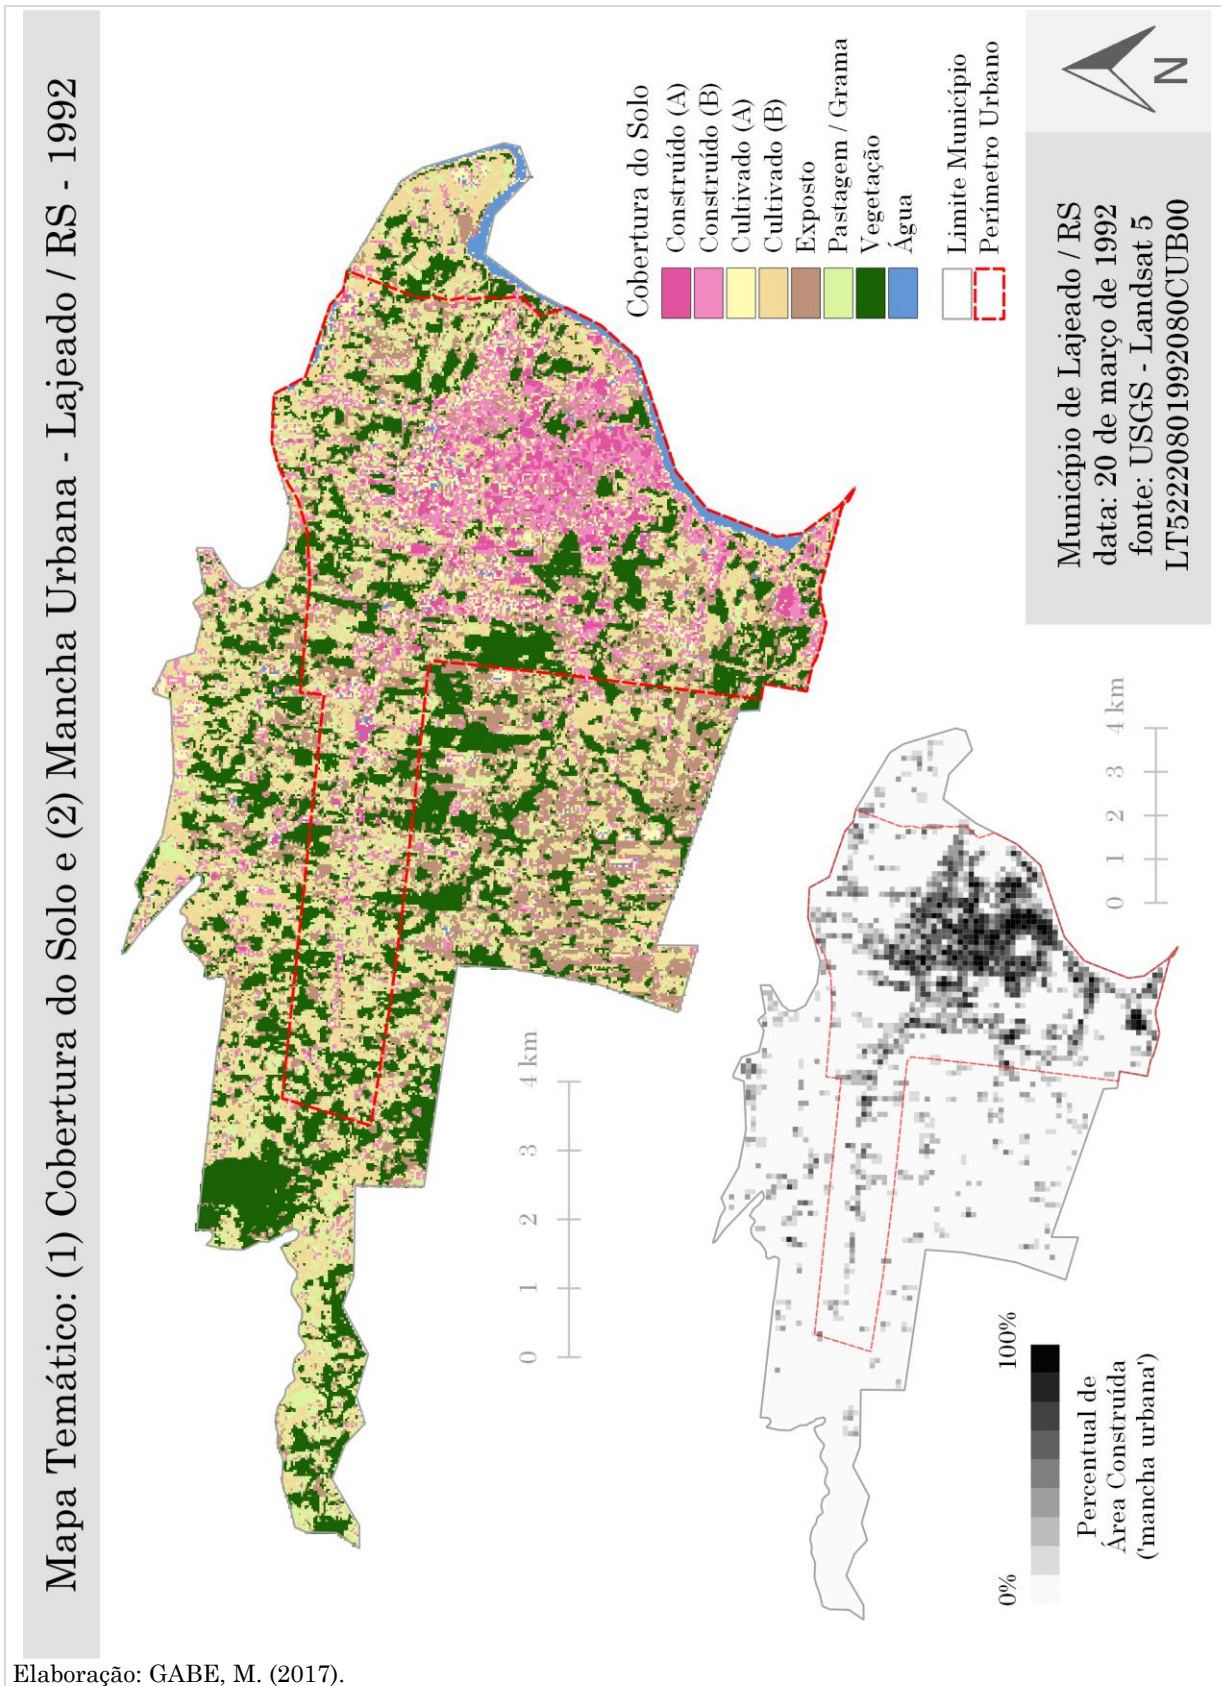 Mapa Temático: (1) Cobertura do Solo e (2) Mancha Urbana - Lajeado / RS - 1992
Cobertura do Solo
Construído (A)
Construído (B)
Cultivado (A)
Cultivado (B)
Exposto
Pastagem / Grama
Vegetação
Água
Limite Município
Perímetro Urbano
N
Município de Lajeado / RS
data: 20 de março de 1992
fonte: USGS - Landsat 5
LT52220801992080CUB00
0 1 2 3 4 km
0 1 2 3 4 km
0% 100%
Percentual de
Área Construída
('mancha urbana')
Elaboração: GABE, M. (2017).